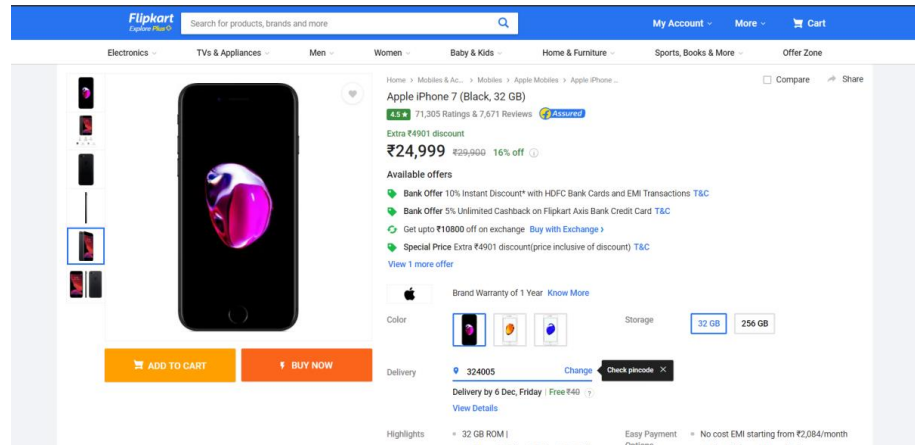 Flipkart
Explore Plus
Search for products, brands and more
My Account
More
Cart
Electronics
TVs & Appliances
Men
Women
Baby & Kids
Home & Furniture
Sports, Books & More
Offer Zone
Home > Mobiles & Ac... > Mobiles > Apple Mobiles > Apple iPhone ...
Compare
Share
Apple iPhone 7 (Black, 32 GB)
4.5★ 71,305 Ratings & 7,671 Reviews Assured
Extra ₹4901 discount
₹24,999 ₹29,900 16% off
Available offers
Bank Offer 10% Instant Discount* with HDFC Bank Cards and EMI Transactions T&C
Bank Offer 5% Unlimited Cashback on Flipkart Axis Bank Credit Card T&C
Get upto ₹10800 off on exchange Buy with Exchange >
Special Price Extra ₹4901 discount(price inclusive of discount) T&C
View 1 more offer
Brand Warranty of 1 Year Know More
Color
Storage
32 GB
256 GB
ADD TO CART
BUY NOW
Delivery
324005
Change
Check pincode ×
Delivery by 6 Dec, Friday | Free ₹40 ?
View Details
Highlights
32 GB ROM |
Easy Payment
No cost EMI starting from ₹2,084/month